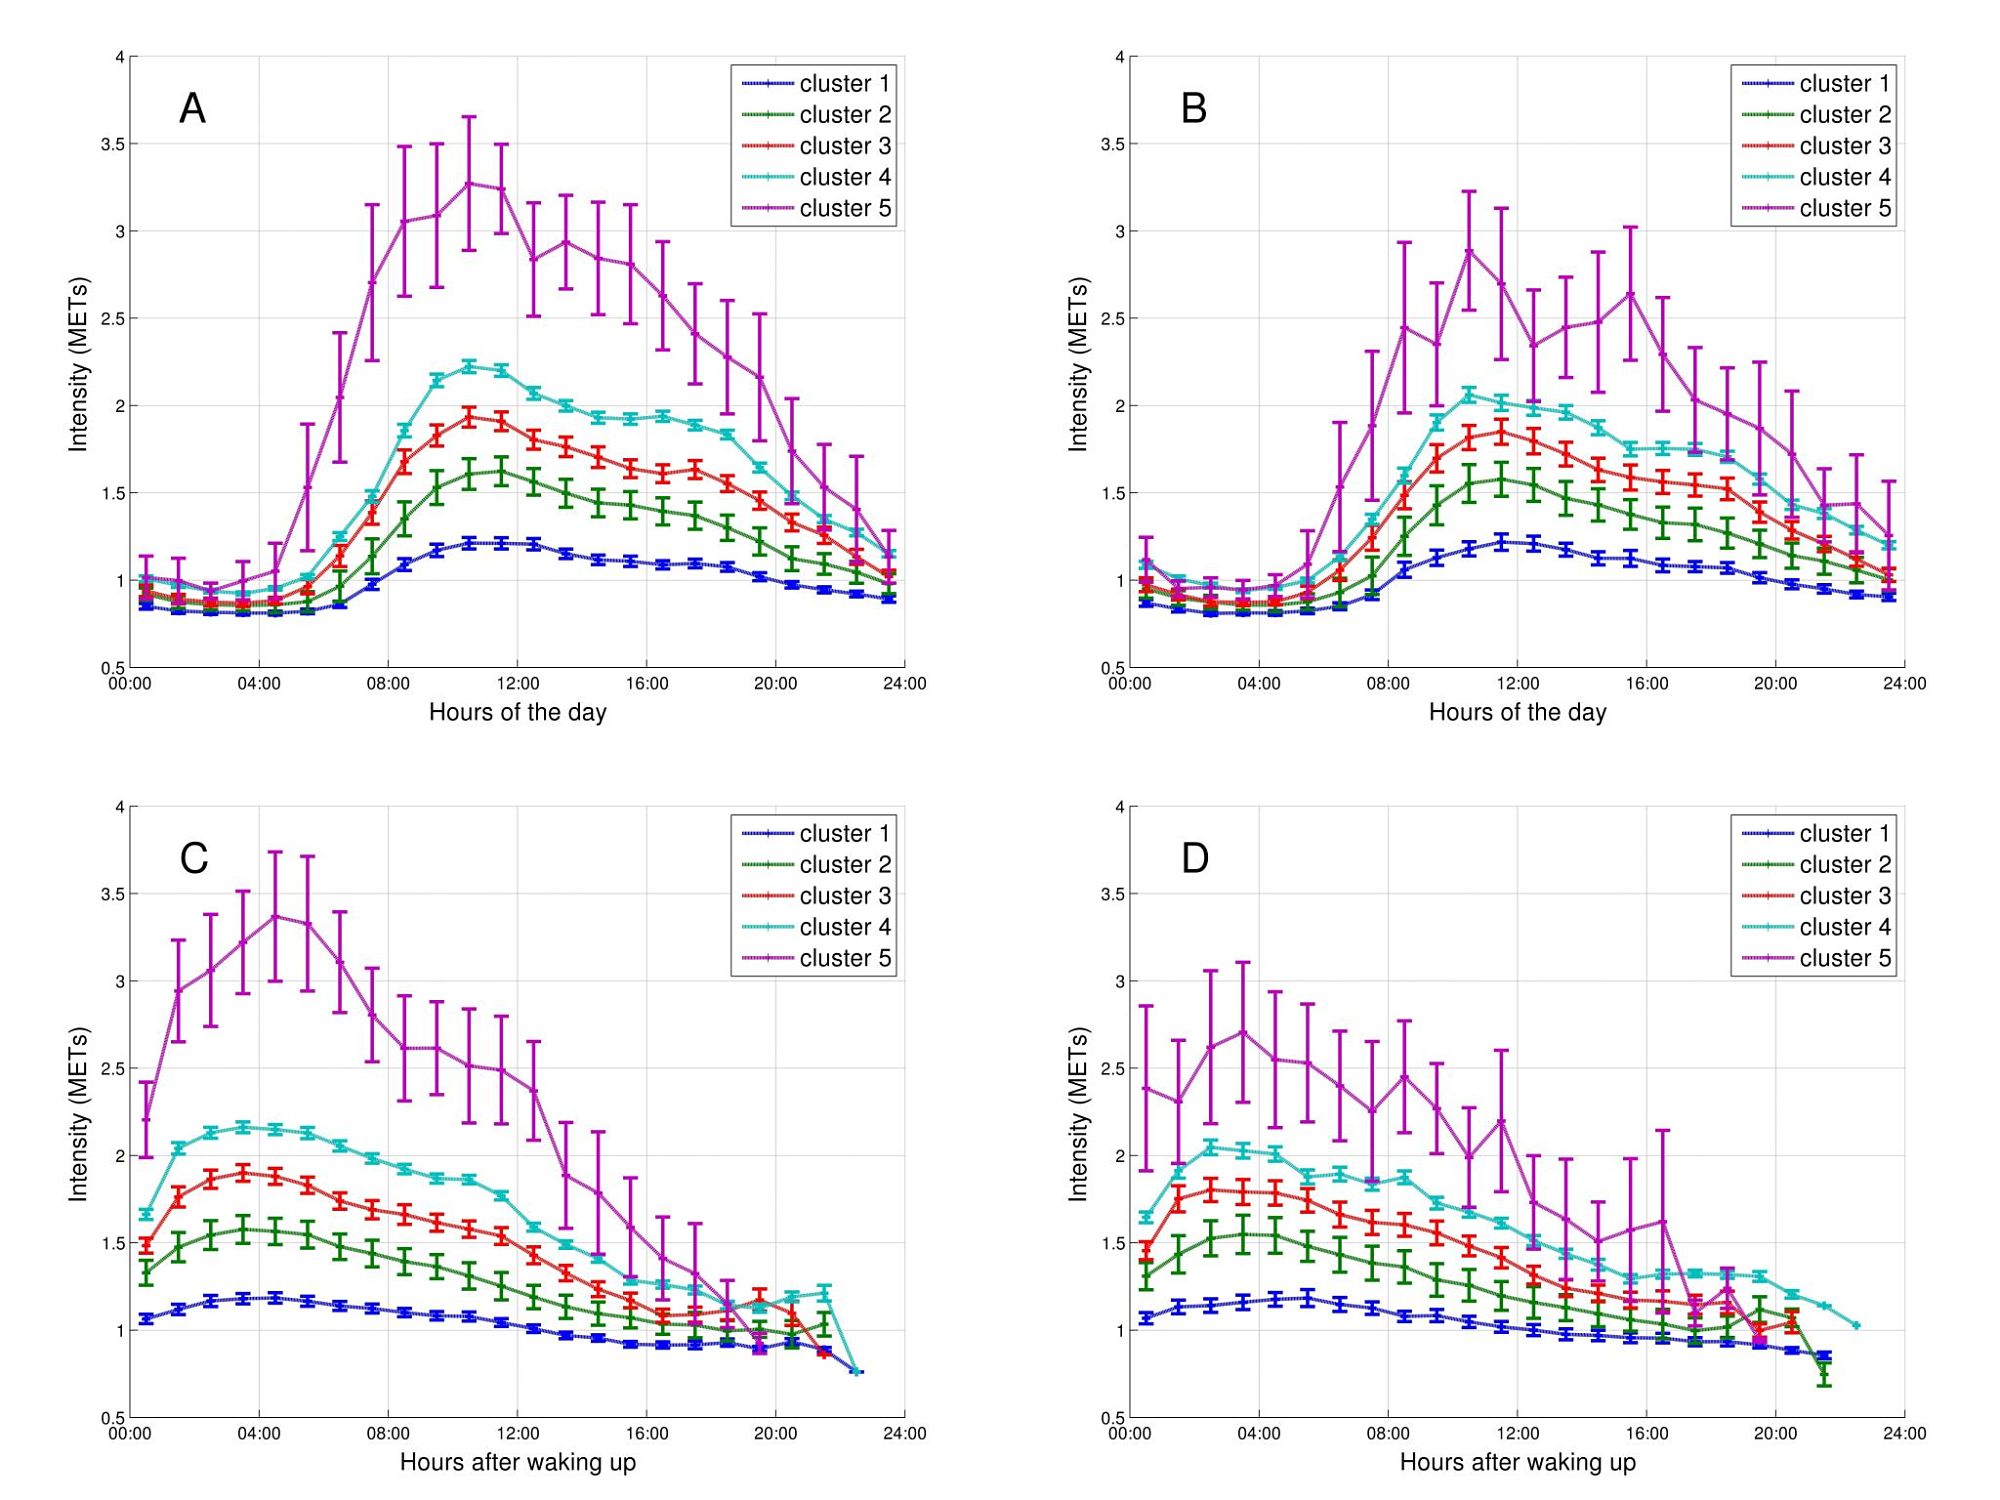 A
cluster 1
cluster 2
cluster 3
cluster 4
cluster 5
4
3.5
3
2.5
2
1.5
1
0.5
Intensity (METs)
00:00 04:00 08:00 12:00 16:00 20:00 24:00
Hours of the day
B
cluster 1
cluster 2
cluster 3
cluster 4
cluster 5
4
3.5
3
2.5
2
1.5
1
0.5
Intensity (METs)
00:00 04:00 08:00 12:00 16:00 20:00 24:00
Hours of the day
C
cluster 1
cluster 2
cluster 3
cluster 4
cluster 5
4
3.5
3
2.5
2
1.5
1
0.5
Intensity (METs)
00:00 04:00 08:00 12:00 16:00 20:00 24:00
Hours after waking up
D
cluster 1
cluster 2
cluster 3
cluster 4
cluster 5
4
3.5
3
2.5
2
1.5
1
0.5
Intensity (METs)
00:00 04:00 08:00 12:00 16:00 20:00 24:00
Hours after waking up